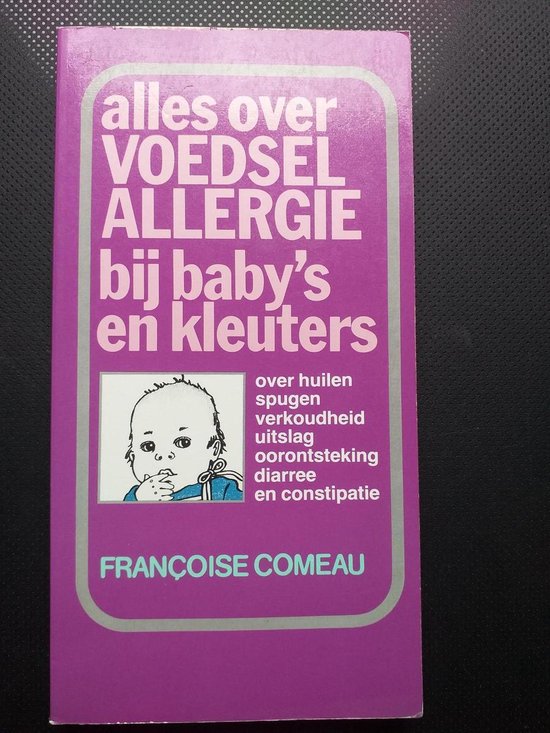 alles over
VOEDSEL
ALLERGIE
bij baby's
en kleuters
over huilen
spugen
verkoudheid
uitslag
oorontsteking
diarree
en constipatie
FRANÇOISE COMEAU